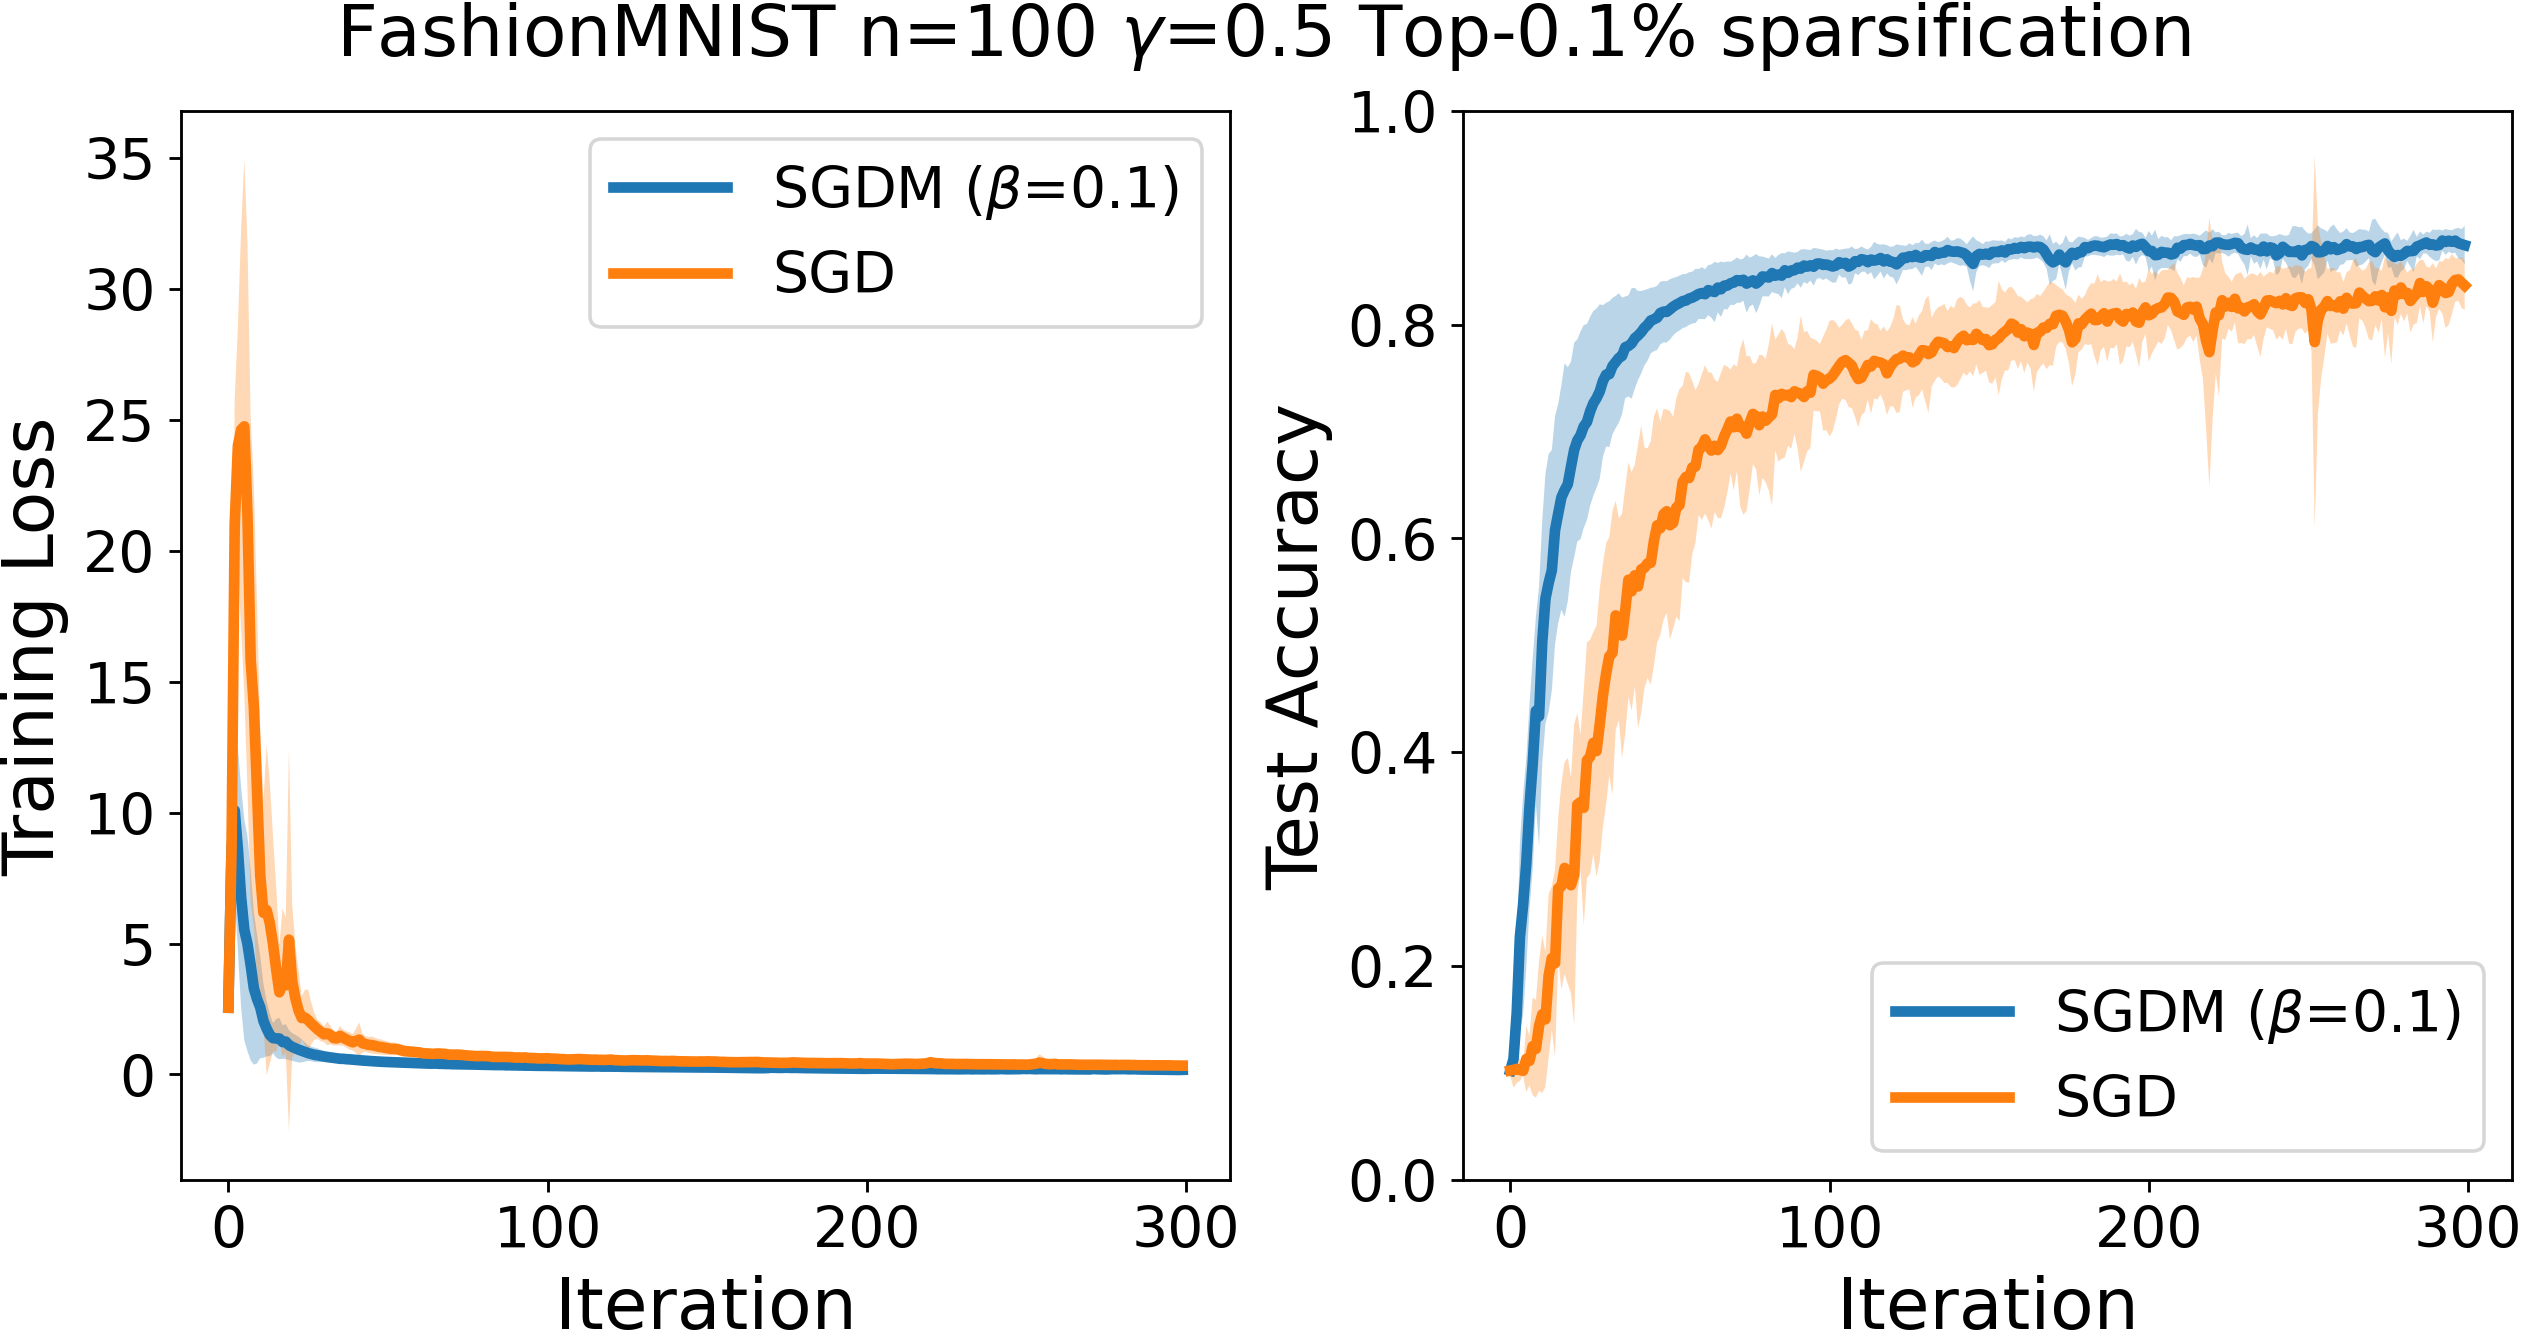 FashionMNIST n=100 γ=0.5 Top-0.1% sparsification
Training Loss
35
30
25
20
15
10
5
0
0 100 200 300
Iteration
SGDM (β=0.1)
SGD
Test Accuracy
1.0
0.8
0.6
0.4
0.2
0.0
0 100 200 300
Iteration
SGDM (β=0.1)
SGD